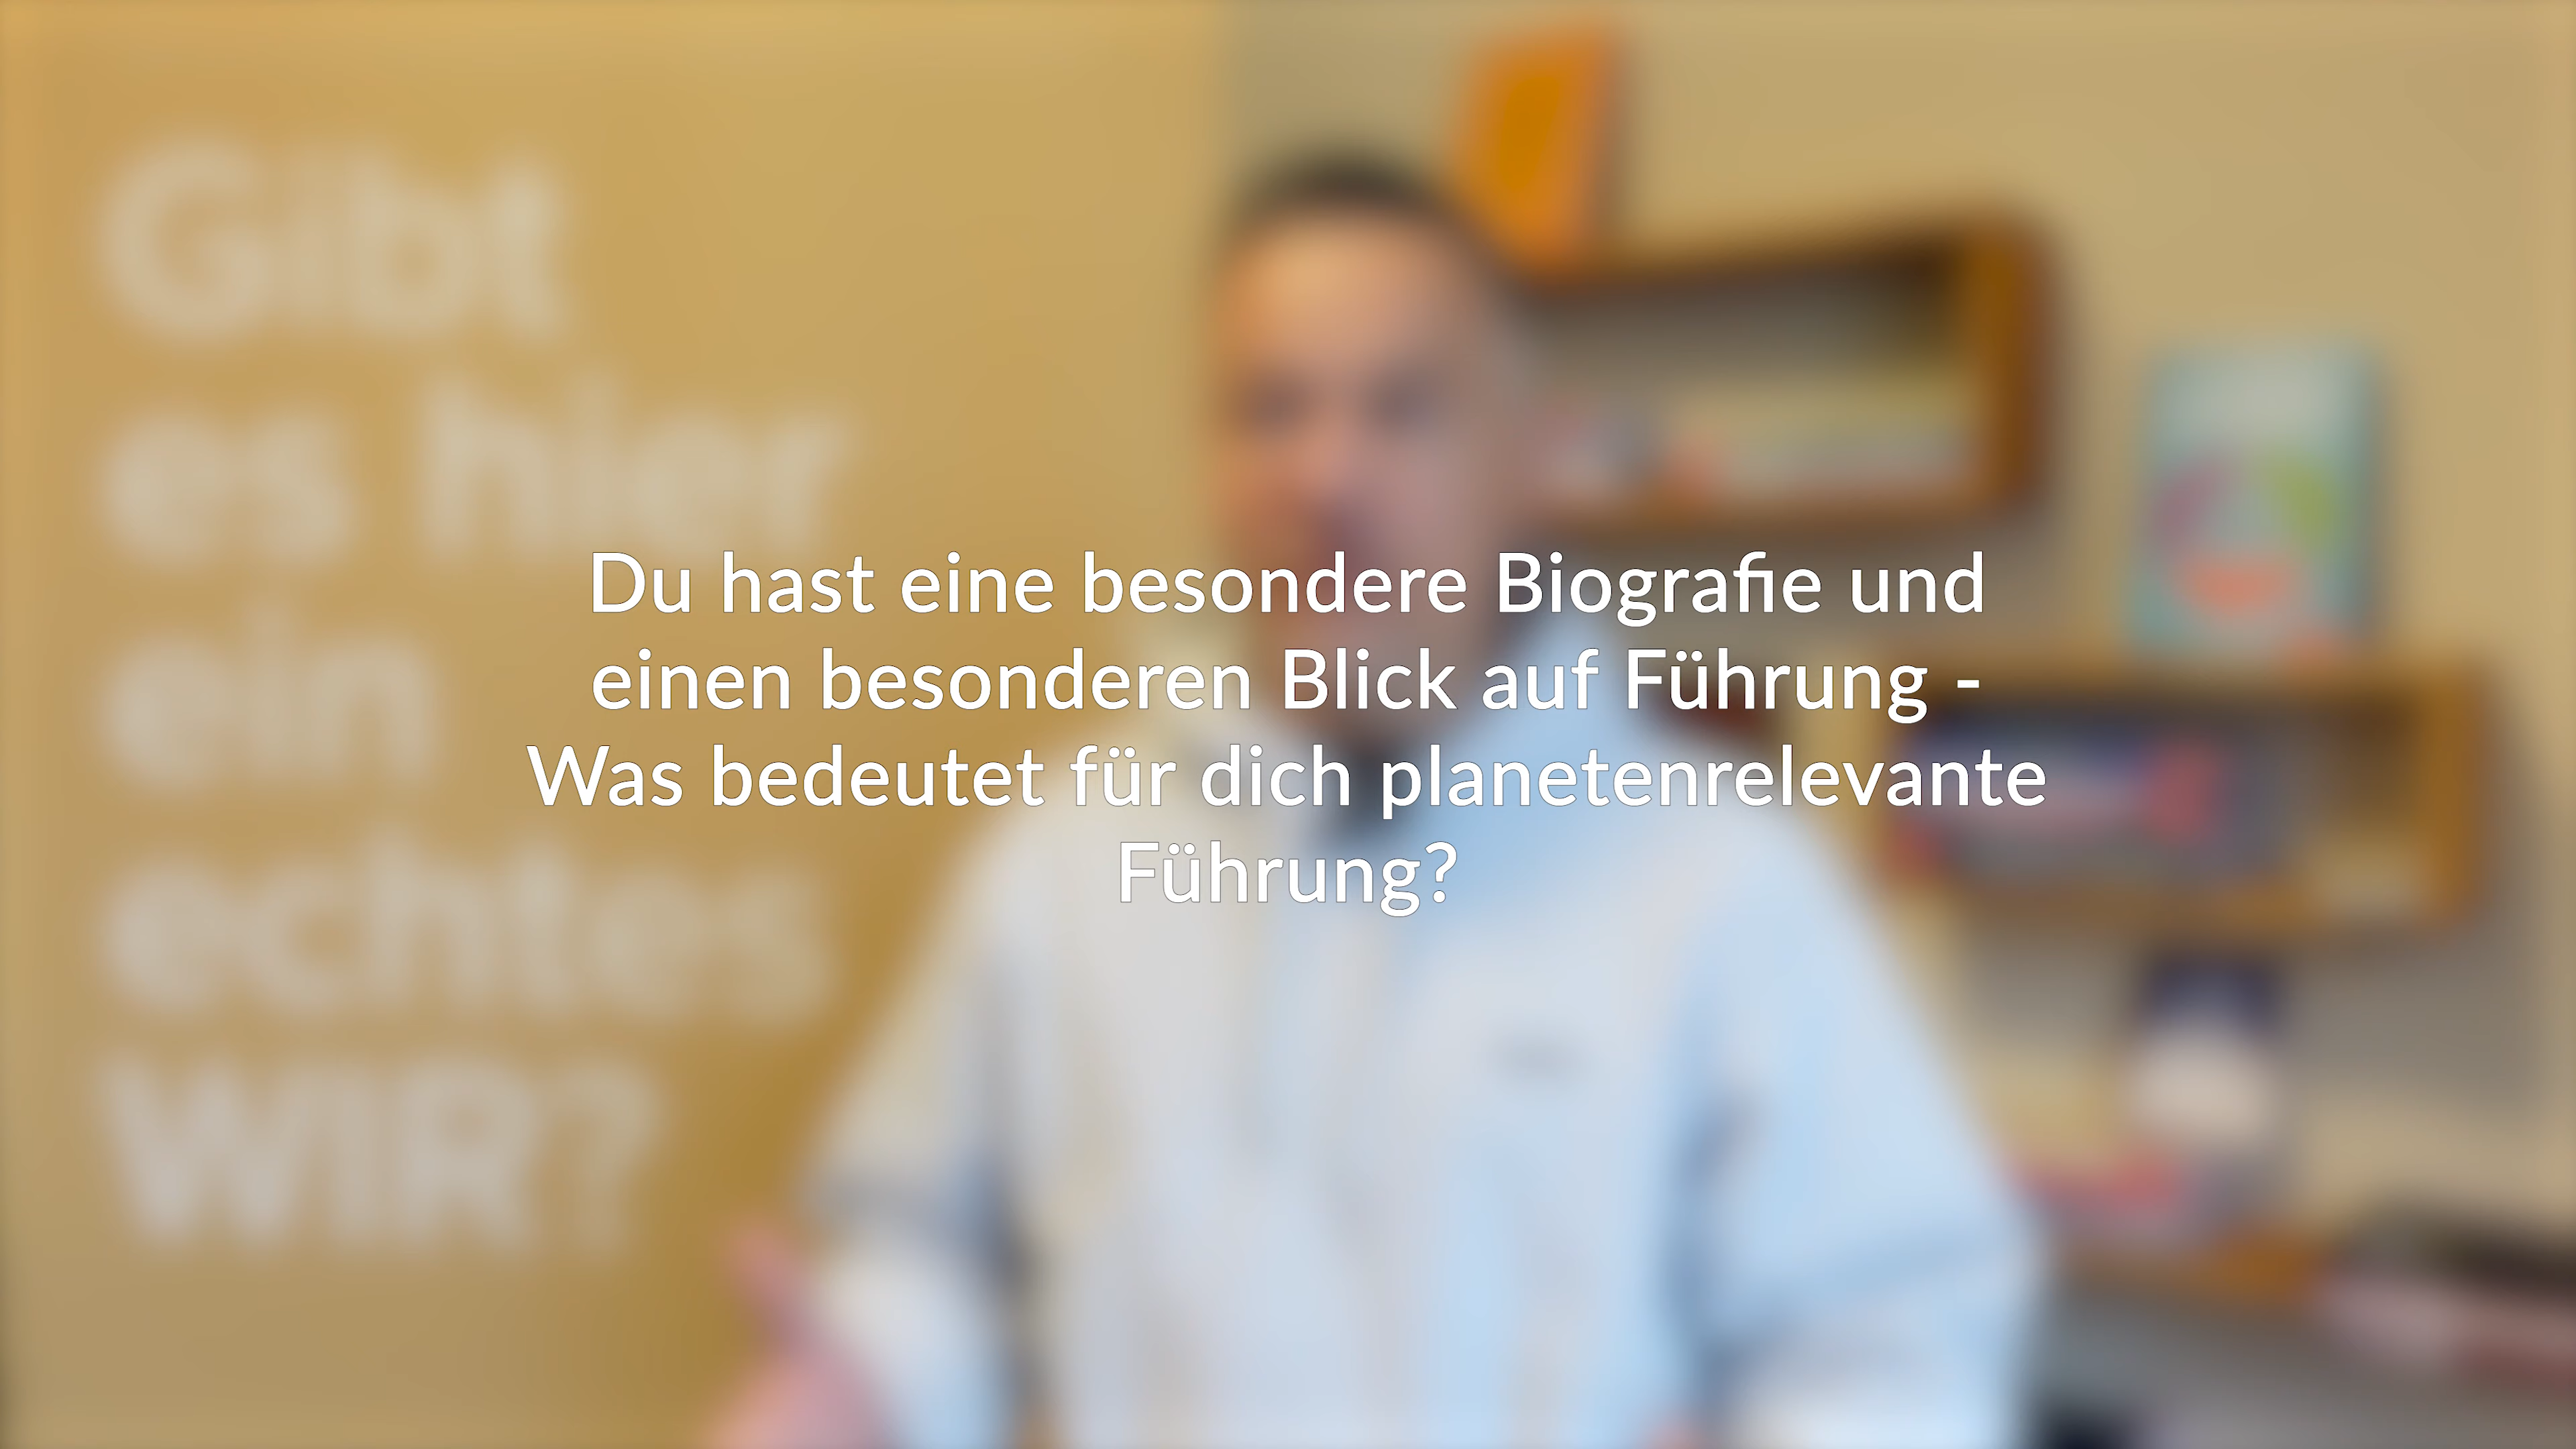 Gibt
es hier
ein
echtes
WIR?
Du hast eine besondere Biografie und
einen besonderen Blick auf Führung -
Was bedeutet für dich planetenrelevante
Führung?